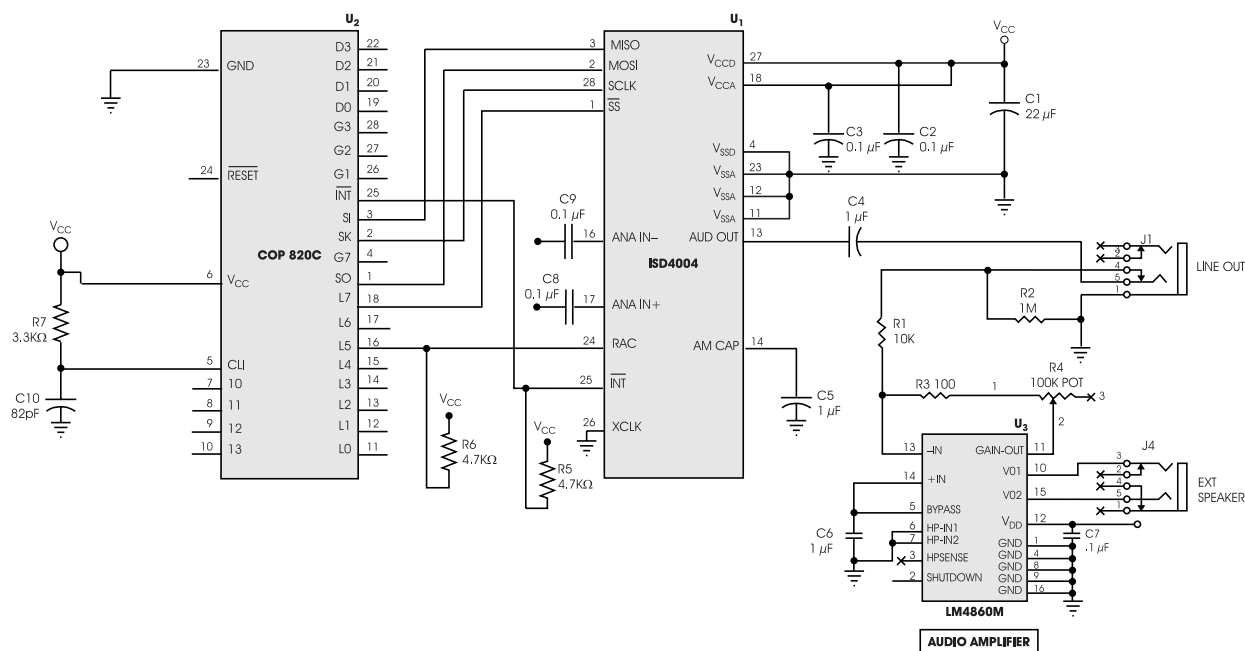 U2
COP 820C
23 GND
24 RESET
VCC
6 VCC
R7
3.3KΩ
5 CLI
C10
82pF
7 10
8 11
9 12
10 13
D3 22
D2 21
D1 20
D0 19
G3 28
G2 27
G1 26
INT 25
SI 3
SK 2
G7 4
SO 1
L7 18
L6 17
L5 16
L4 15
L3 14
L2 13
L1 12
L0 11
VCC
R6
4.7KΩ
VCC
R5
4.7KΩ
U1
ISD4004
3 MISO
2 MOSI
28 SCLK
1 SS
C9
0.1 µF
16 ANA IN–
C8
0.1 µF
17 ANA IN+
24 RAC
25 INT
26 XCLK
VCCD 27
VCCA 18
VSSD 4
VSSA 23
VSSA 12
VSSA 11
AUD OUT 13
AM CAP 14
VCC
C1
22 µF
C3
0.1 µF
C2
0.1 µF
C4
1 µF
C5
1 µF
J1
3
2
4
5
1
LINE OUT
R2
1M
R1
10K
R3 100
1
R4
100K POT
3
2
U3
13 –IN
14 +IN
5 BYPASS
6 HP-IN1
7 HP-IN2
3 HPSENSE
2 SHUTDOWN
GAIN-OUT 11
V01 10
V02 15
VDD 12
GND 1
GND 4
GND 8
GND 9
GND 16
C6
1 µF
C7
.1 µF
J4
3
2
4
5
1
EXT
SPEAKER
LM4860M
AUDIO AMPLIFIER